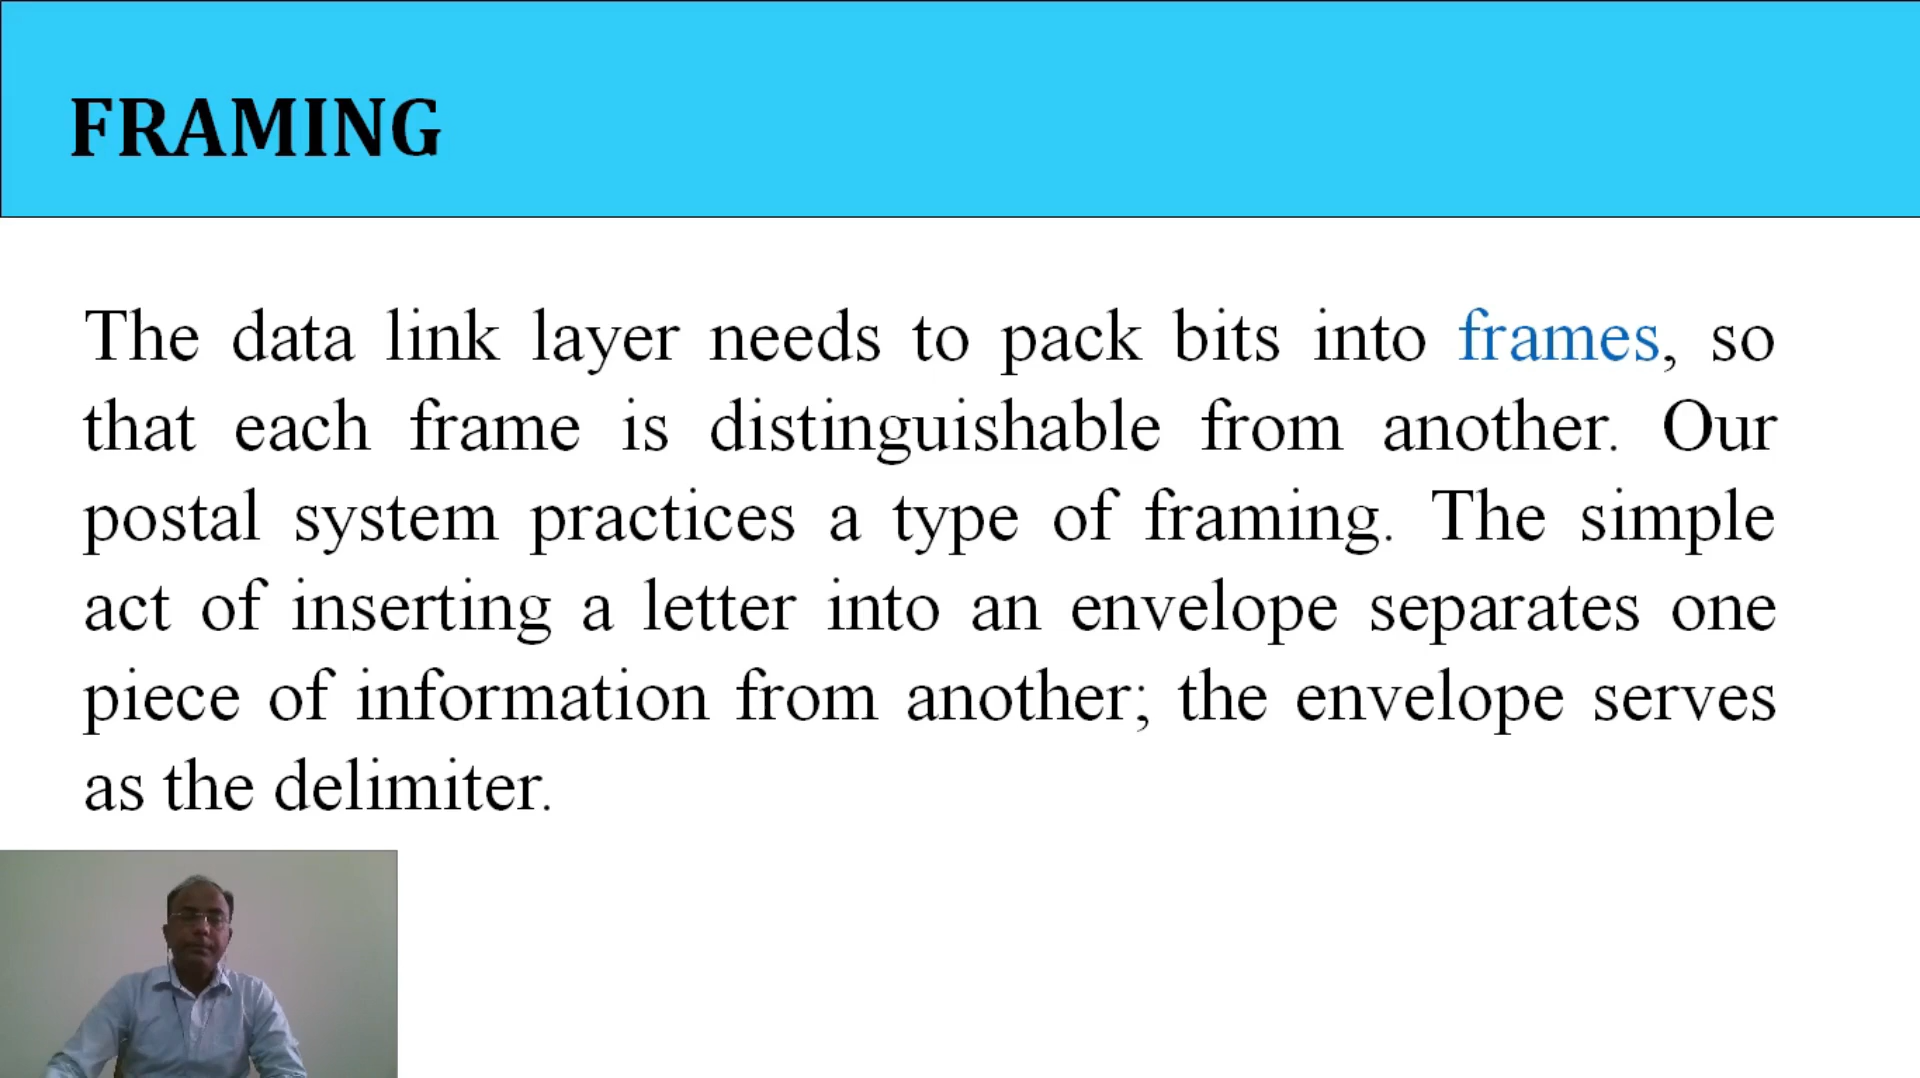 FRAMING
The data link layer needs to pack bits into frames, so
that each frame is distinguishable from another. Our
postal system practices a type of framing. The simple
act of inserting a letter into an envelope separates one
piece of information from another; the envelope serves
as the delimiter.